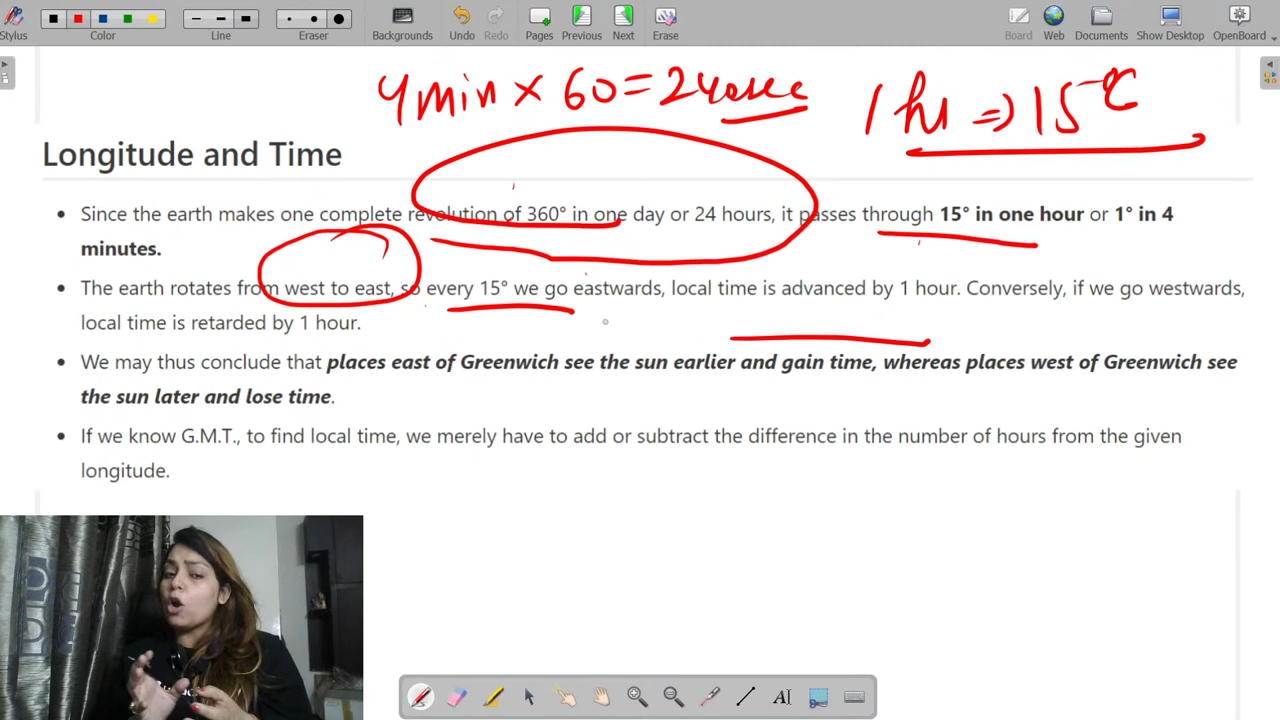 Stylus
Color
Line
Eraser
Backgrounds
Undo
Redo
Pages
Previous
Next
Erase
Board
Web
Documents
Show Desktop
OpenBoard
4 min × 60 = 240 sec
1 hr ⇒ 15
Longitude and Time
• Since the earth makes one complete revolution of 360° in one day or 24 hours, it passes through 15° in one hour or 1° in 4
minutes.
• The earth rotates from west to east, so every 15° we go eastwards, local time is advanced by 1 hour. Conversely, if we go westwards,
local time is retarded by 1 hour.
• We may thus conclude that places east of Greenwich see the sun earlier and gain time, whereas places west of Greenwich see
the sun later and lose time.
• If we know G.M.T., to find local time, we merely have to add or subtract the difference in the number of hours from the given
longitude.
AI